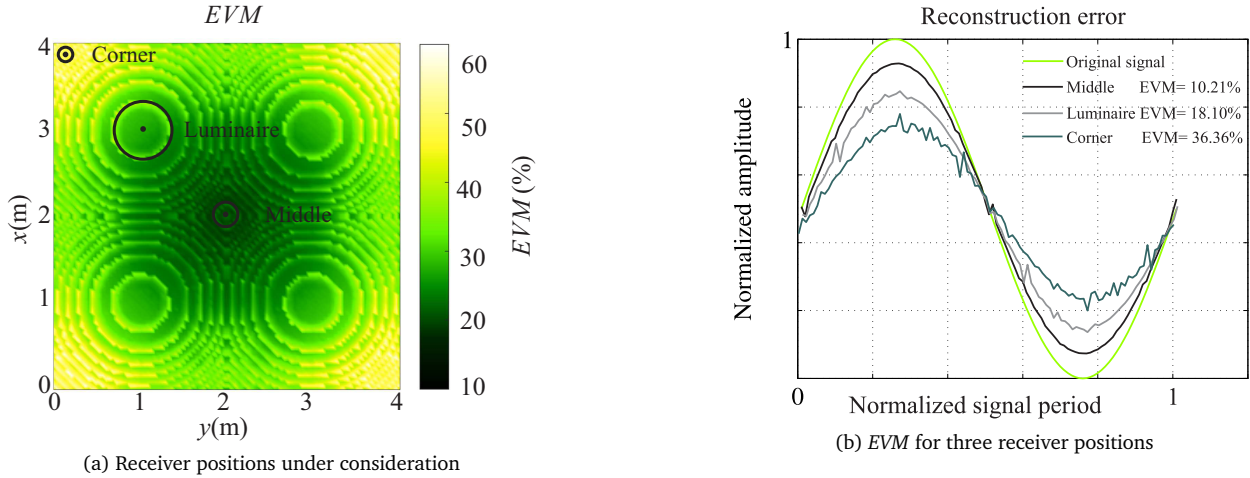 EVM
4
Corner
3
Luminaire
2
Middle
1
0
x(m)
1
2
3
4
y(m)
60
50
40
30
20
10
EVM (%)
(a) Receiver positions under consideration
Reconstruction error
1
Original signal
Middle EVM= 10.21%
Luminaire EVM= 18.10%
Corner EVM= 36.36%
Normalized amplitude
0
1
Normalized signal period
(b) EVM for three receiver positions